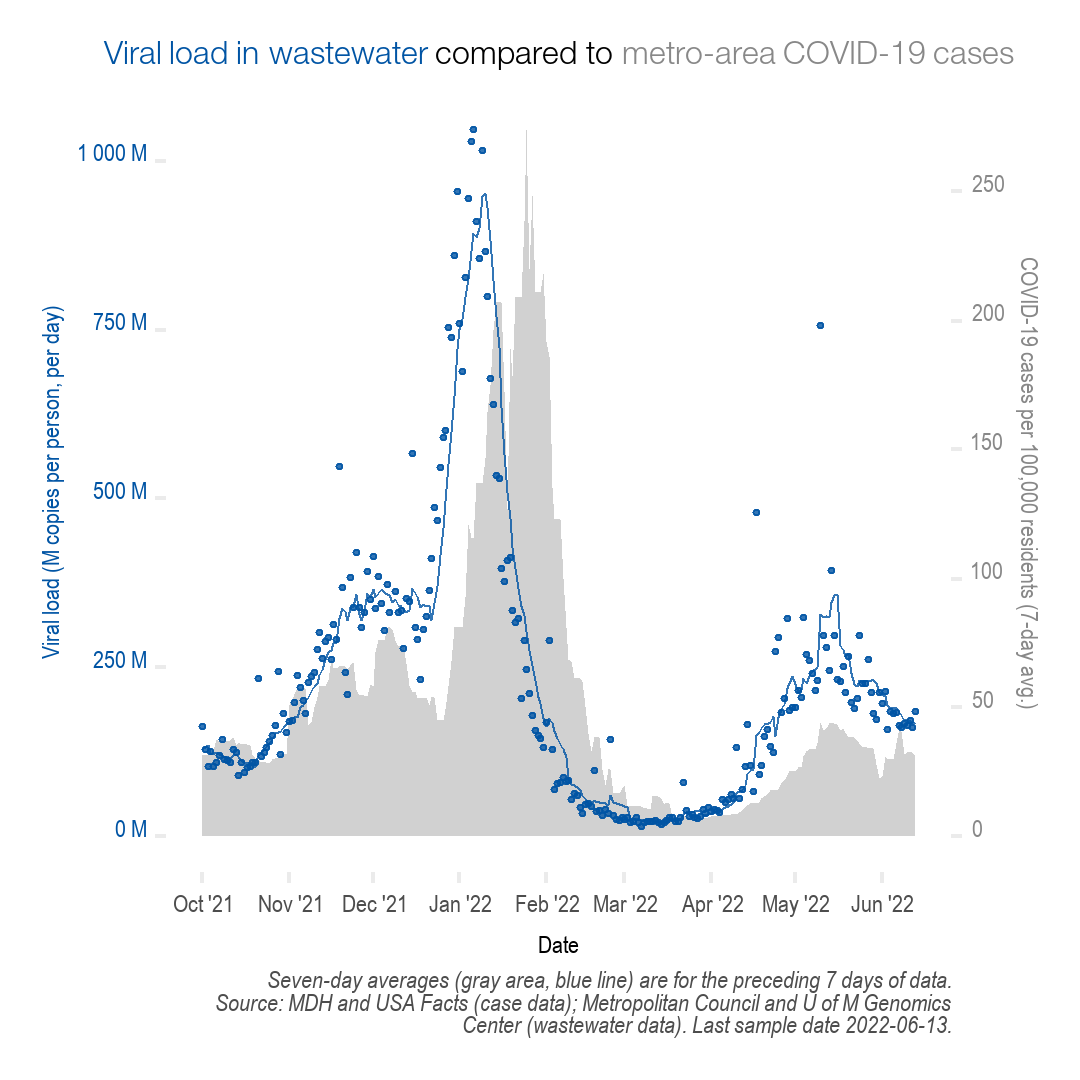 Viral load in wastewater compared to metro-area COVID-19 cases
1 000 M
750 M
500 M
250 M
0 M
Viral load (M copies per person, per day)
250
200
150
100
50
0
COVID-19 cases per 100,000 residents (7-day avg.)
Oct '21 Nov '21 Dec '21 Jan '22 Feb '22 Mar '22 Apr '22 May '22 Jun '22
Date
Seven-day averages (gray area, blue line) are for the preceding 7 days of data.
Source: MDH and USA Facts (case data); Metropolitan Council and U of M Genomics
Center (wastewater data). Last sample date 2022-06-13.